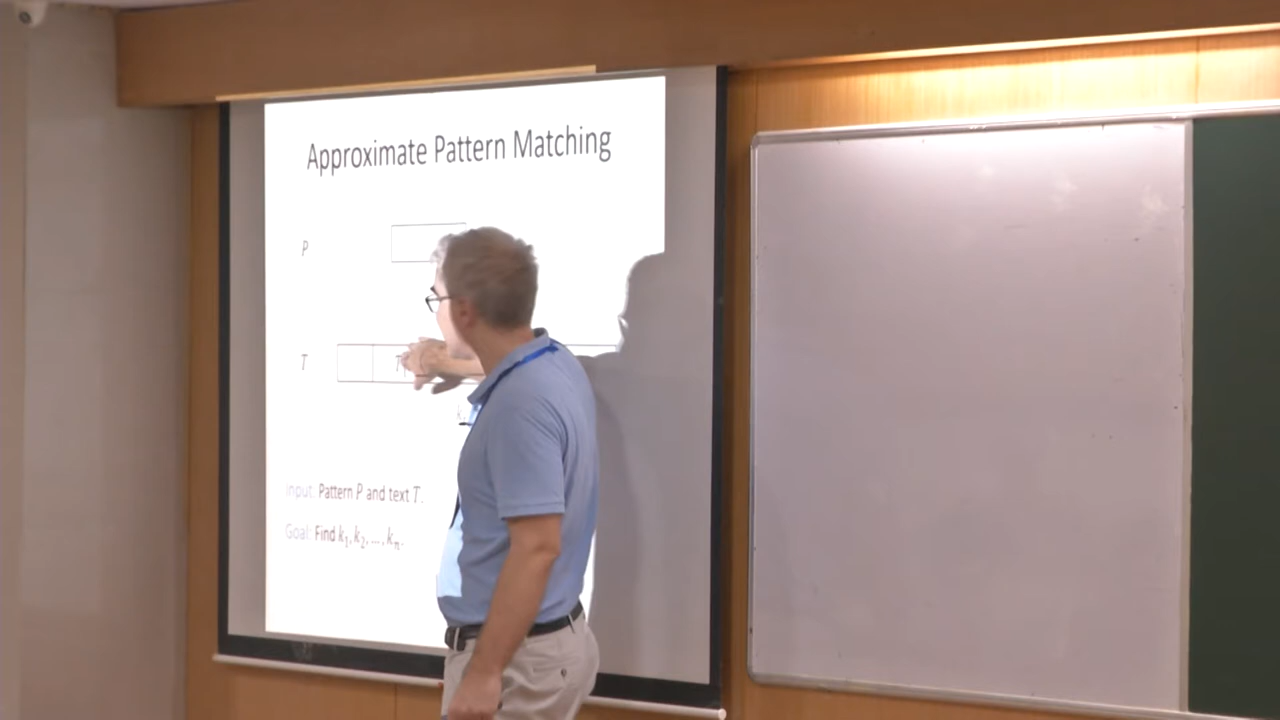 Approximate Pattern Matching
P
T
Input: Pattern P and text T.
Goal: Find k₁, k₂, ..., kₙ.